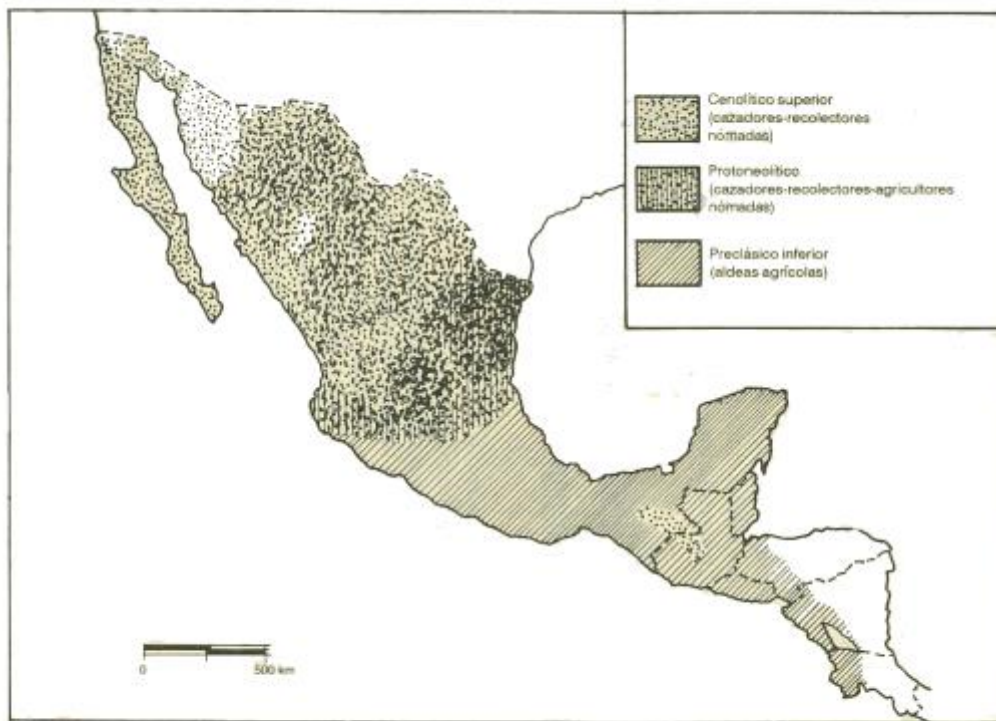 Cenolítico superior
(cazadores-recolectores
nómadas)
Protoneolítico
(cazadores-recolectores-agricultores
nómadas)
Preclásico inferior
(aldeas agrícolas)
0 500 km